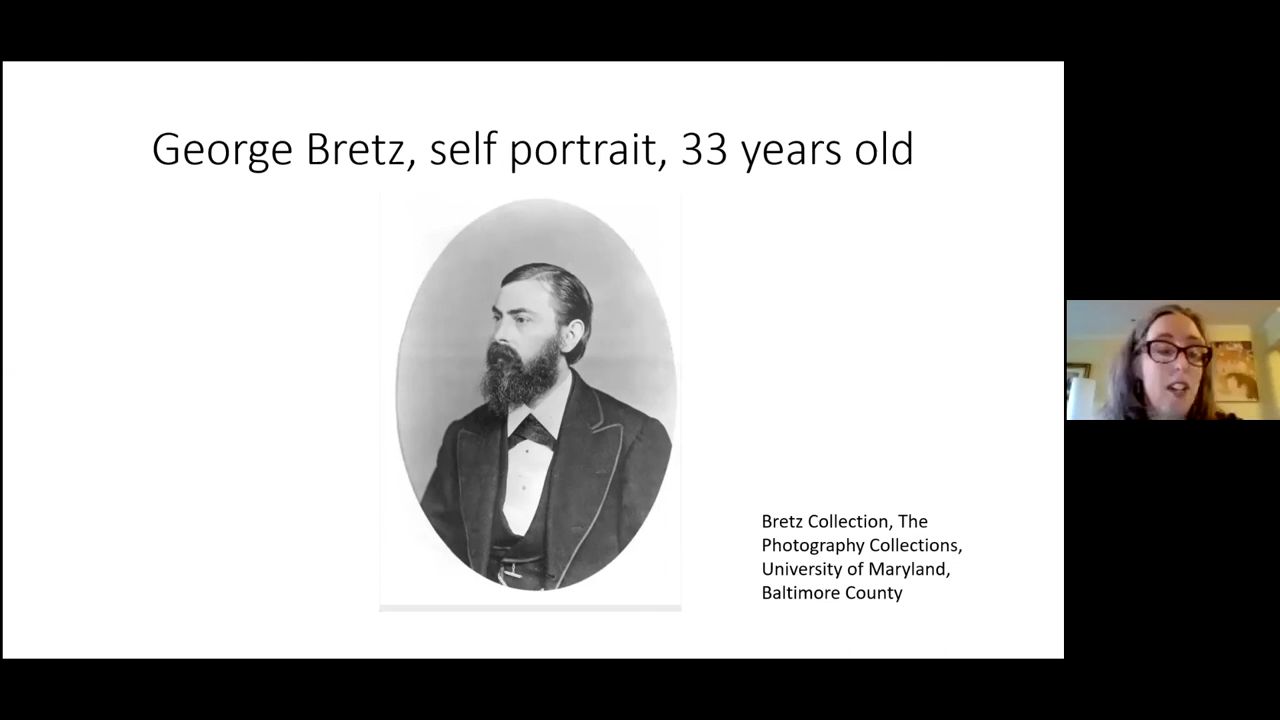 George Bretz, self portrait, 33 years old
Bretz Collection, The
Photography Collections,
University of Maryland,
Baltimore County